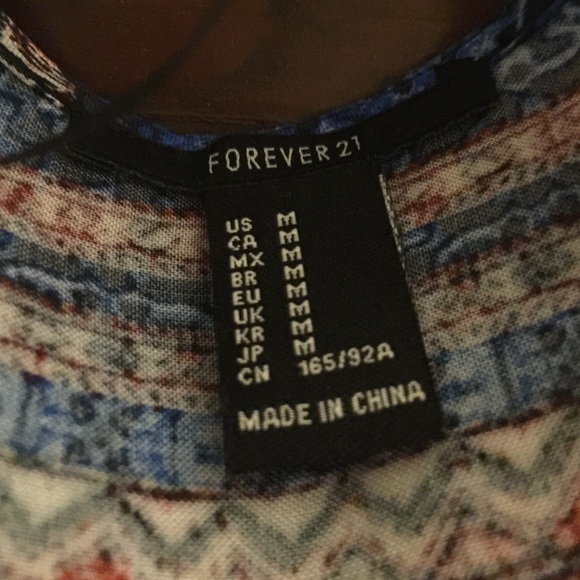 FOREVER 21
US M
CA M
MX M
BR M
EU M
UK M
KR M
JP M
CN 165/92A
MADE IN CHINA